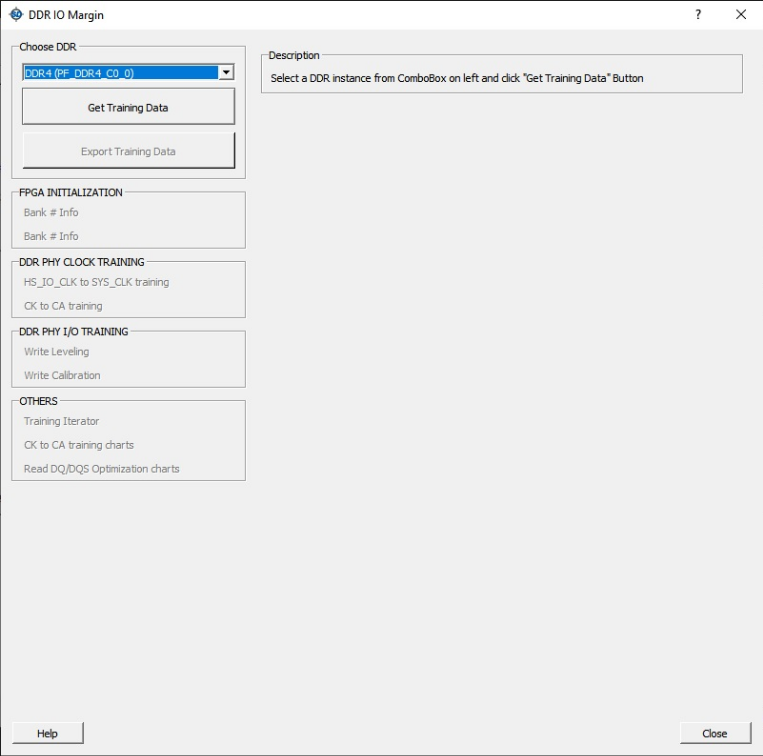 DDR IO Margin
?
Choose DDR
DDR4 (PF_DDR4_C0_0)
Get Training Data
Export Training Data
Description
Select a DDR instance from ComboBox on left and click "Get Training Data" Button
FPGA INITIALIZATION
Bank # Info
Bank # Info
DDR PHY CLOCK TRAINING
HS_IO_CLK to SYS_CLK training
CK to CA training
DDR PHY I/O TRAINING
Write Leveling
Write Calibration
OTHERS
Training Iterator
CK to CA training charts
Read DQ/DQS Optimization charts
Help
Close